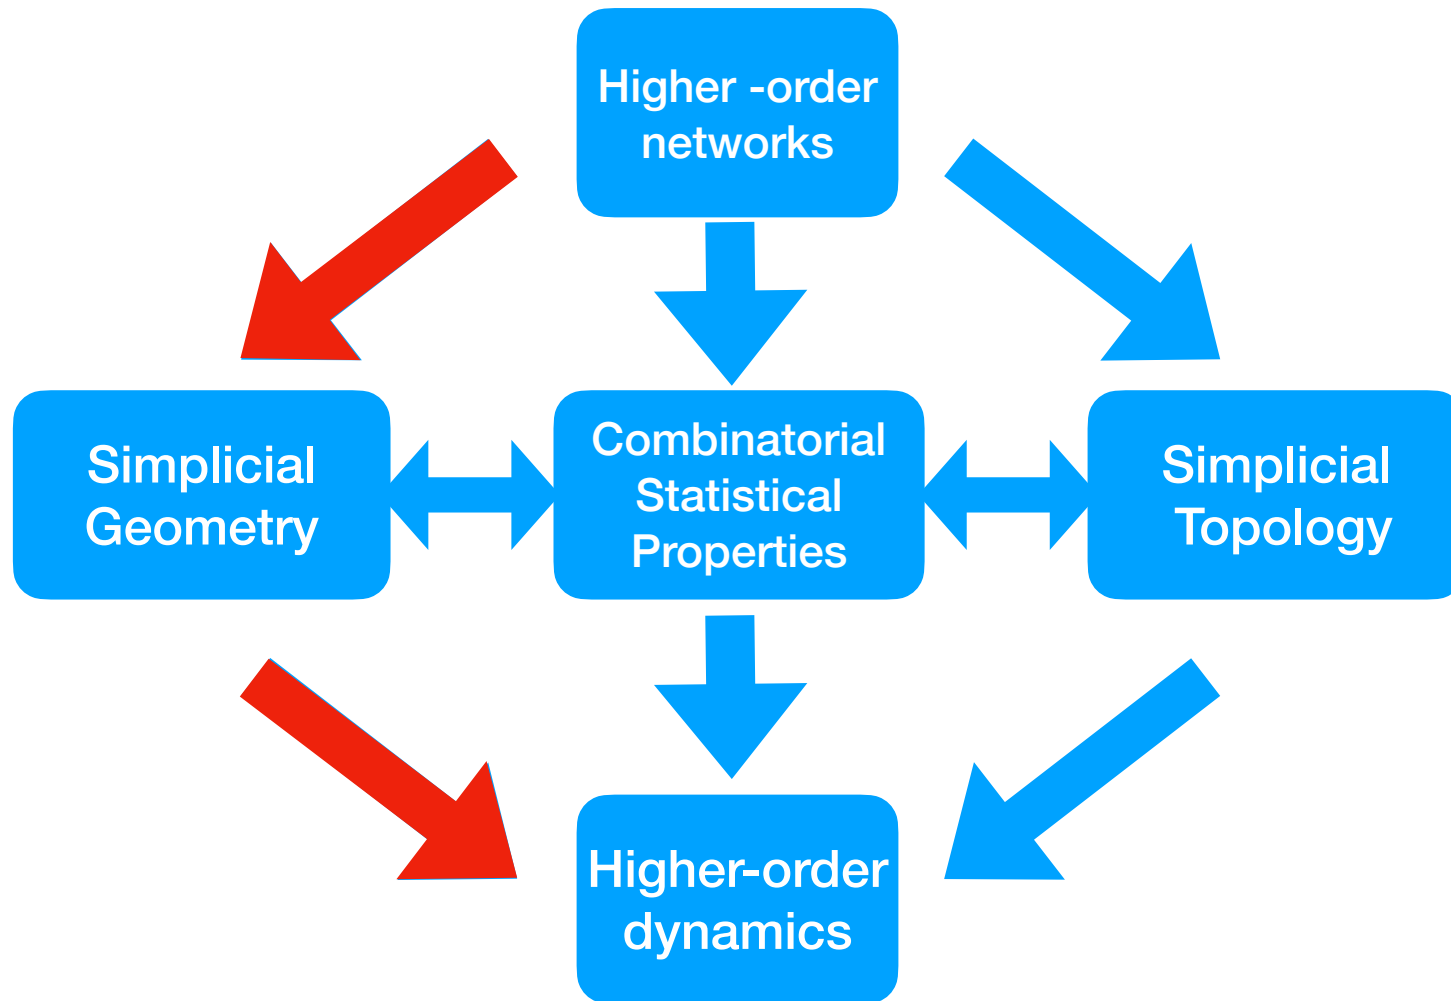 Higher -order
networks
Simplicial
Geometry
Combinatorial
Statistical
Properties
Simplicial
Topology
Higher-order
dynamics